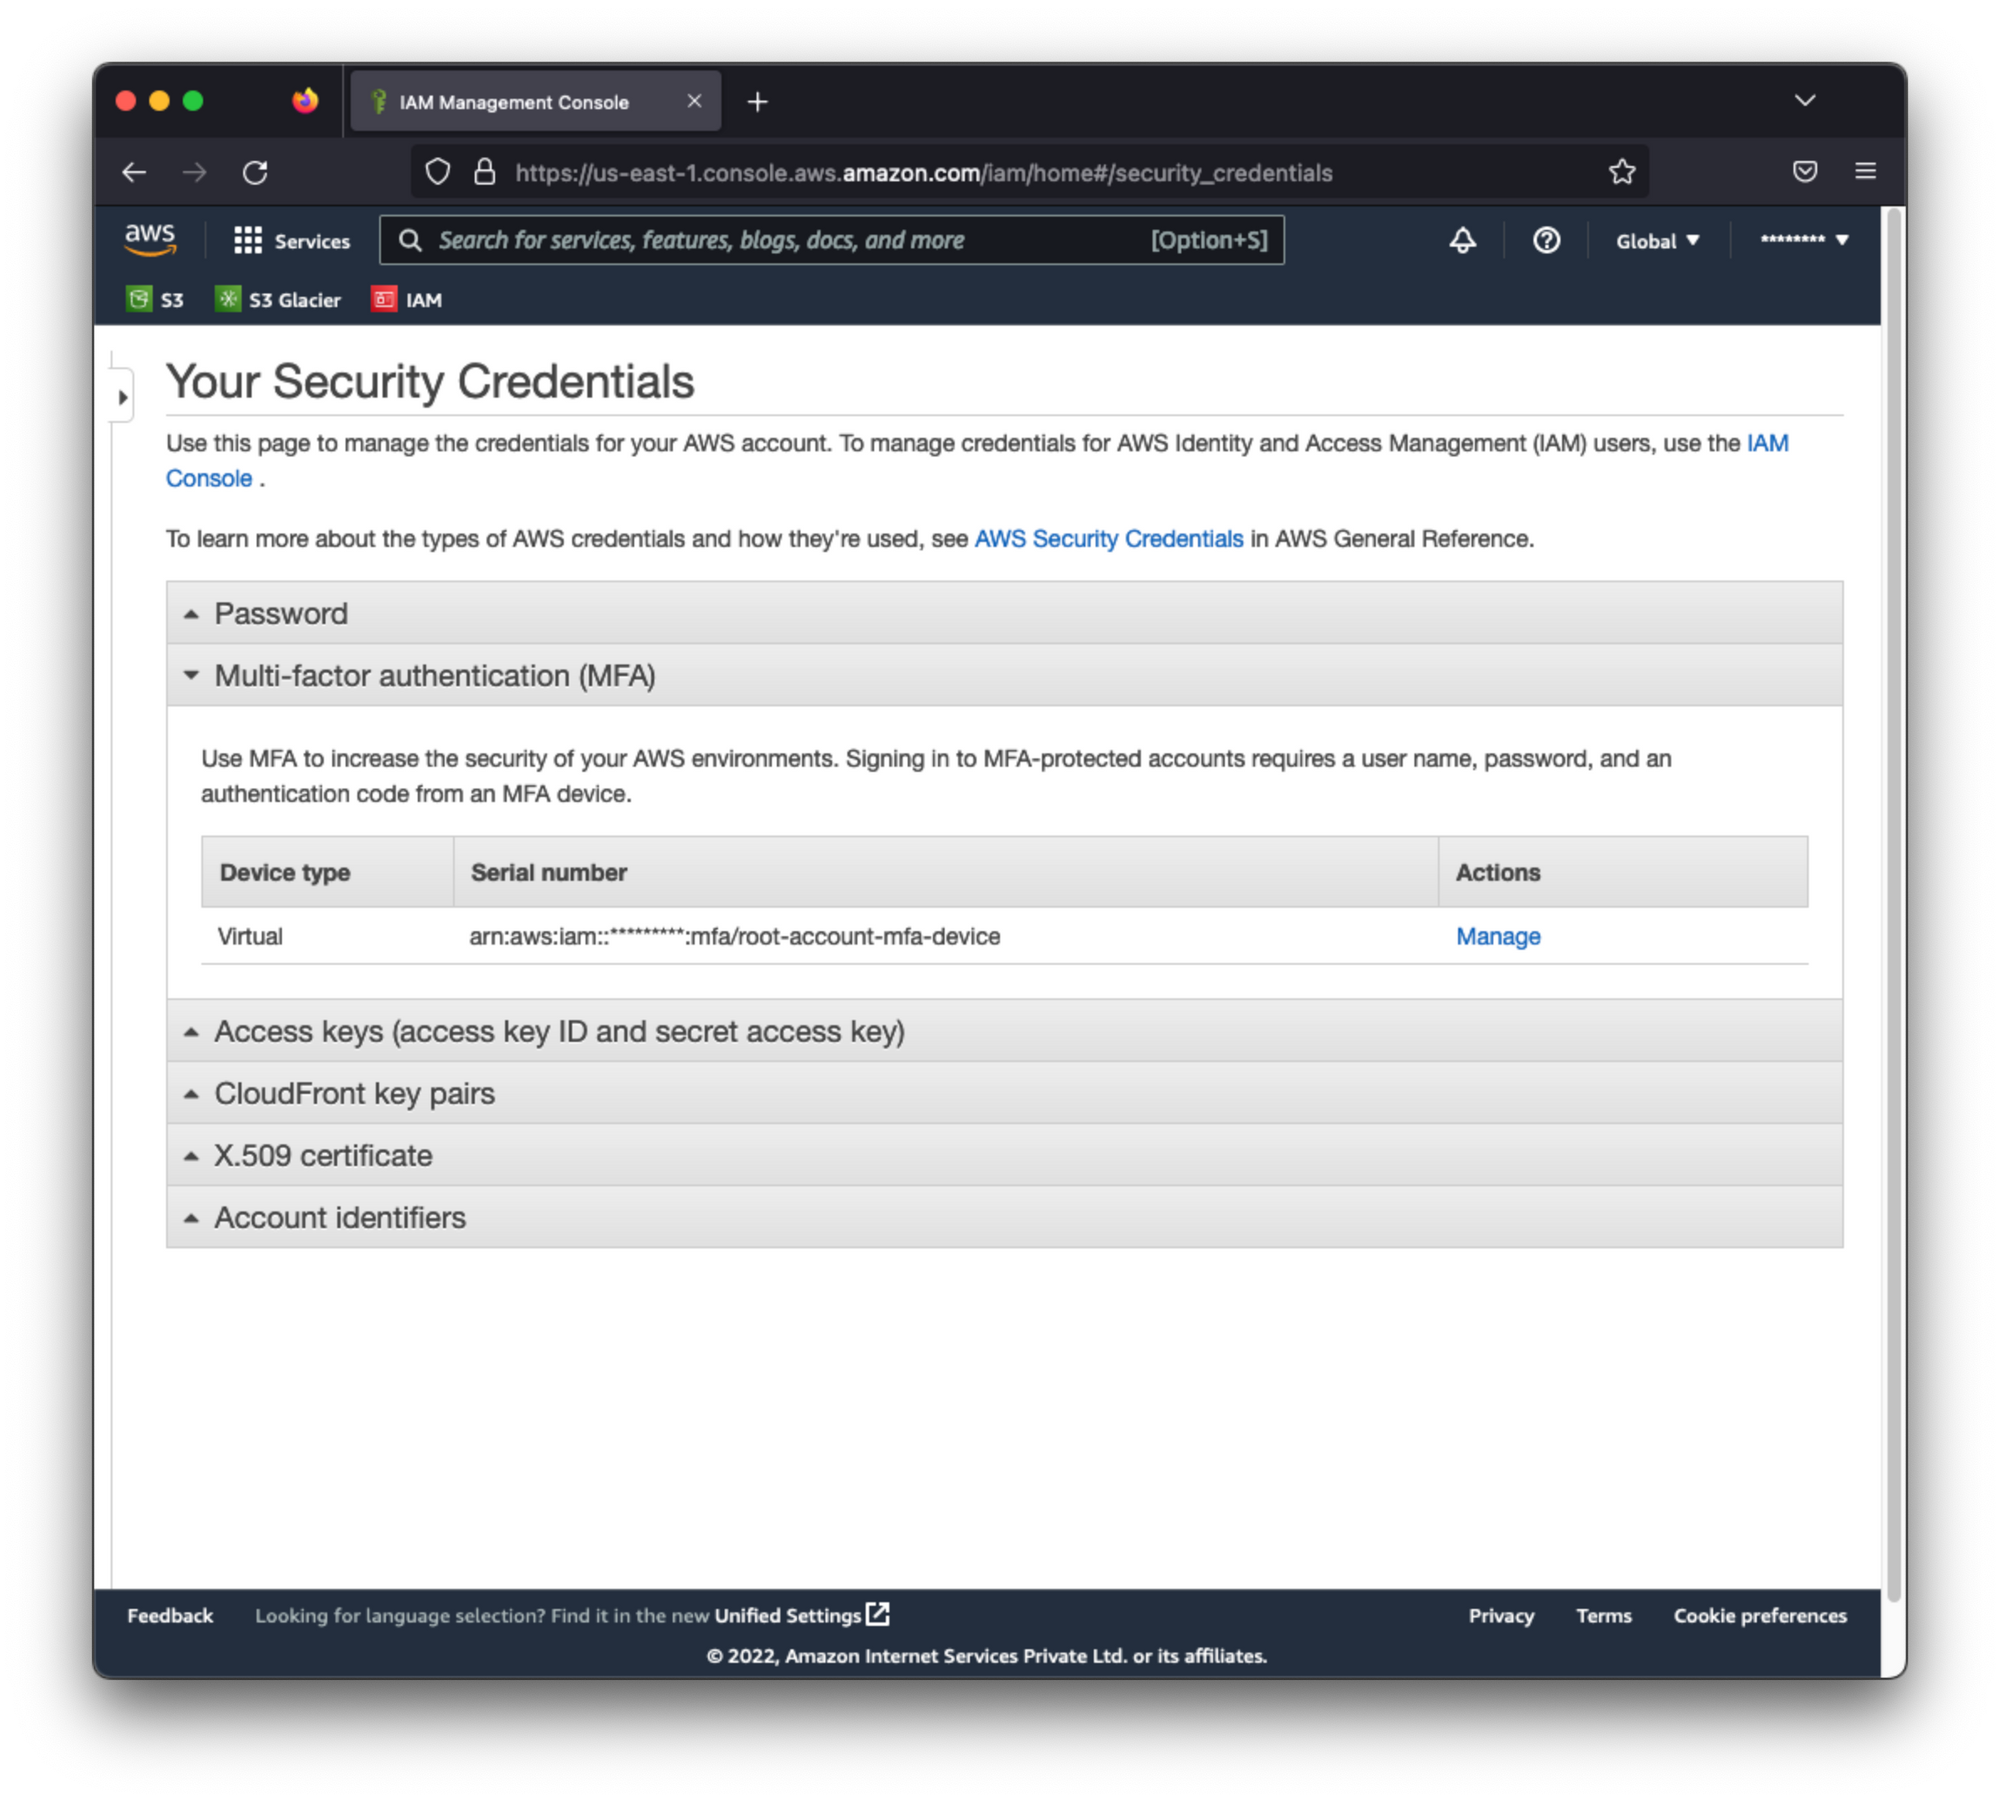 IAM Management Console
https://us-east-1.console.aws.amazon.com/iam/home#/security_credentials
aws
Services
Search for services, features, blogs, docs, and more
[Option+S]
Global
********
S3
S3 Glacier
IAM
Your Security Credentials
Use this page to manage the credentials for your AWS account. To manage credentials for AWS Identity and Access Management (IAM) users, use the IAM
Console .
To learn more about the types of AWS credentials and how they're used, see AWS Security Credentials in AWS General Reference.
Password
Multi-factor authentication (MFA)
Use MFA to increase the security of your AWS environments. Signing in to MFA-protected accounts requires a user name, password, and an
authentication code from an MFA device.
Device type
Serial number
Actions
Virtual
arn:aws:iam::*********:mfa/root-account-mfa-device
Manage
Access keys (access key ID and secret access key)
CloudFront key pairs
X.509 certificate
Account identifiers
Feedback
Looking for language selection? Find it in the new Unified Settings
Privacy
Terms
Cookie preferences
© 2022, Amazon Internet Services Private Ltd. or its affiliates.